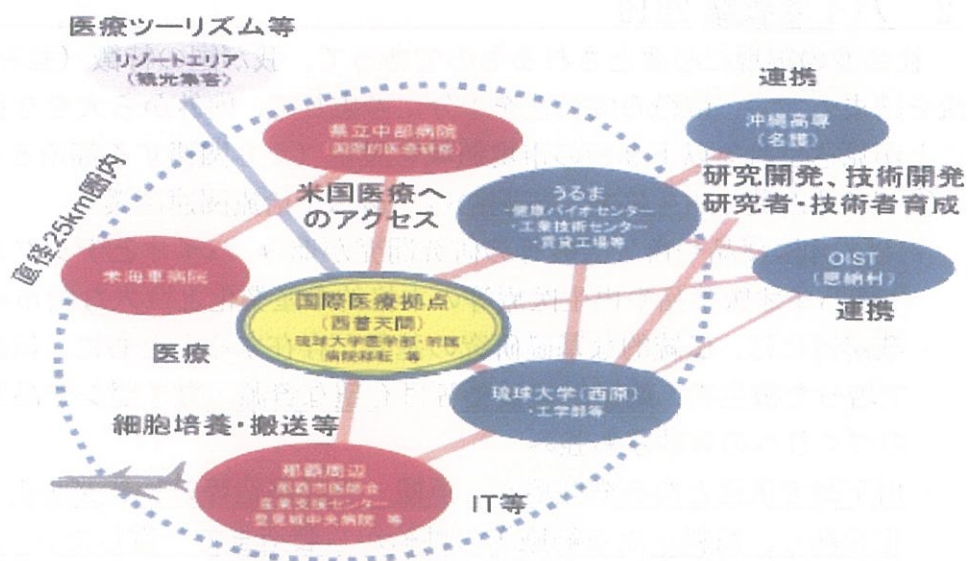 医療ツーリズム等
リゾートエリア
(観光集客)
連携
県立中部病院
(国際的医療研修)
沖縄高専
(名護)
米国医療へ
のアクセス
うるま
・健康バイオセンター
・工業技術センター
・賃貸工場等
研究開発、技術開発
研究者・技術者育成
直径25km圏内
米海軍病院
OIST
(恩納村)
連携
国際医療拠点
(西普天間)
琉球大学医学部・附属
病院移転 等
医療
琉球大学(西原)
・工学部等
細胞培養・搬送等
那覇周辺
・那覇市医師会
産業支援センター
・豊見城中央病院 等
IT等